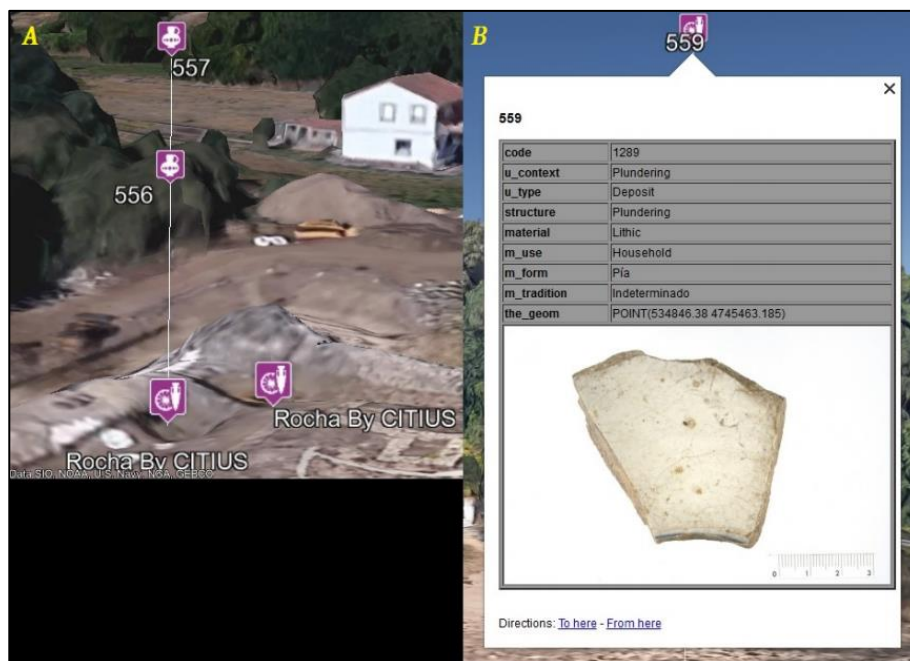 A
557
556
Rocha By CITIUS
Rocha By CITIUS
Data SIO, NOAA, U.S. Navy, NGA, GEBCO
B
559
559
code 1289
u_context Plundering
u_type Deposit
structure Plundering
material Lithic
m_use Household
m_form Pía
m_tradition Indeterminado
the_geom POINT(534846.38 4745463.185)
0 1 2 3
Directions: To here - From here